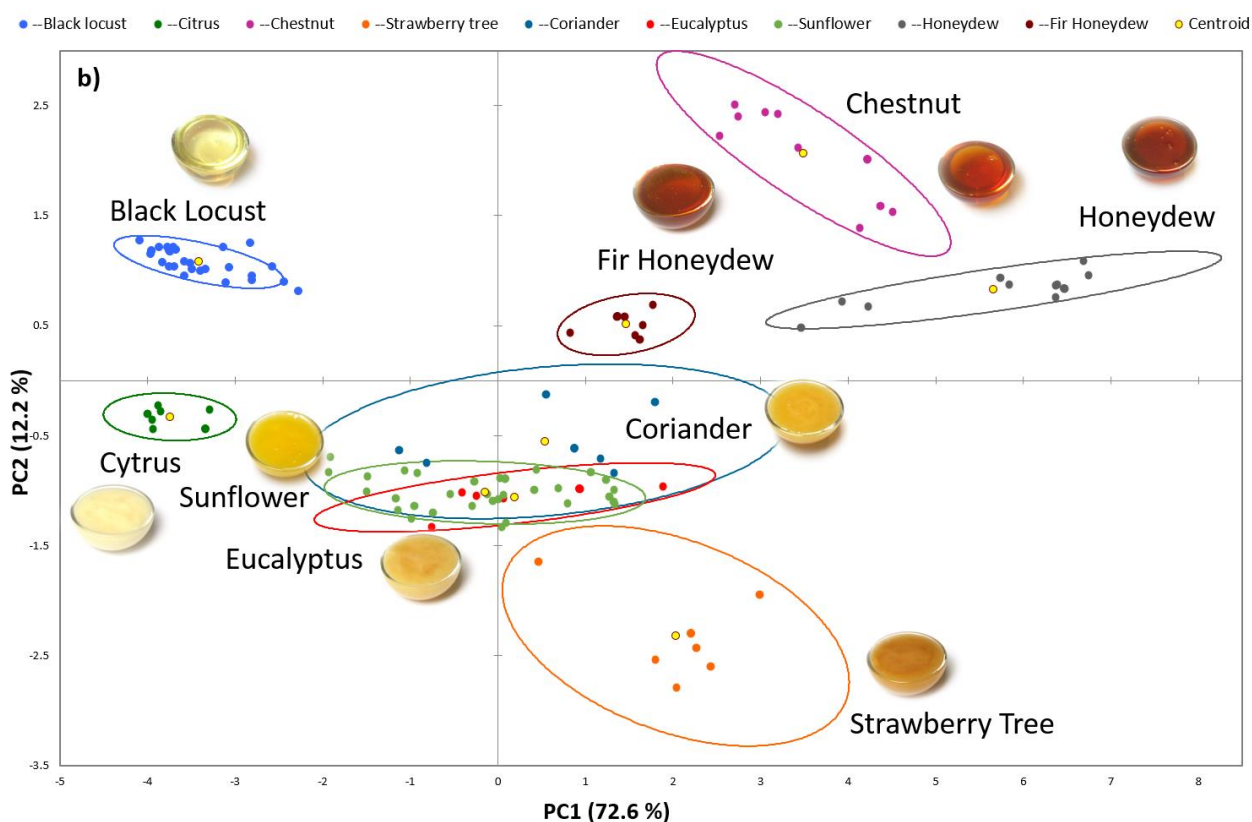 --Black locust --Citrus --Chestnut --Strawberry tree --Coriander --Eucalyptus --Sunflower --Honeydew --Fir Honeydew Centroid
b)
Chestnut
Black Locust
Honeydew
Fir Honeydew
Coriander
Cytrus
Sunflower
Eucalyptus
Strawberry Tree
2.5
1.5
0.5
-0.5
-1.5
-2.5
-3.5
PC2 (12.2 %)
-5 -4 -3 -2 -1 0 1 2 3 4 5 6 7 8
PC1 (72.6 %)